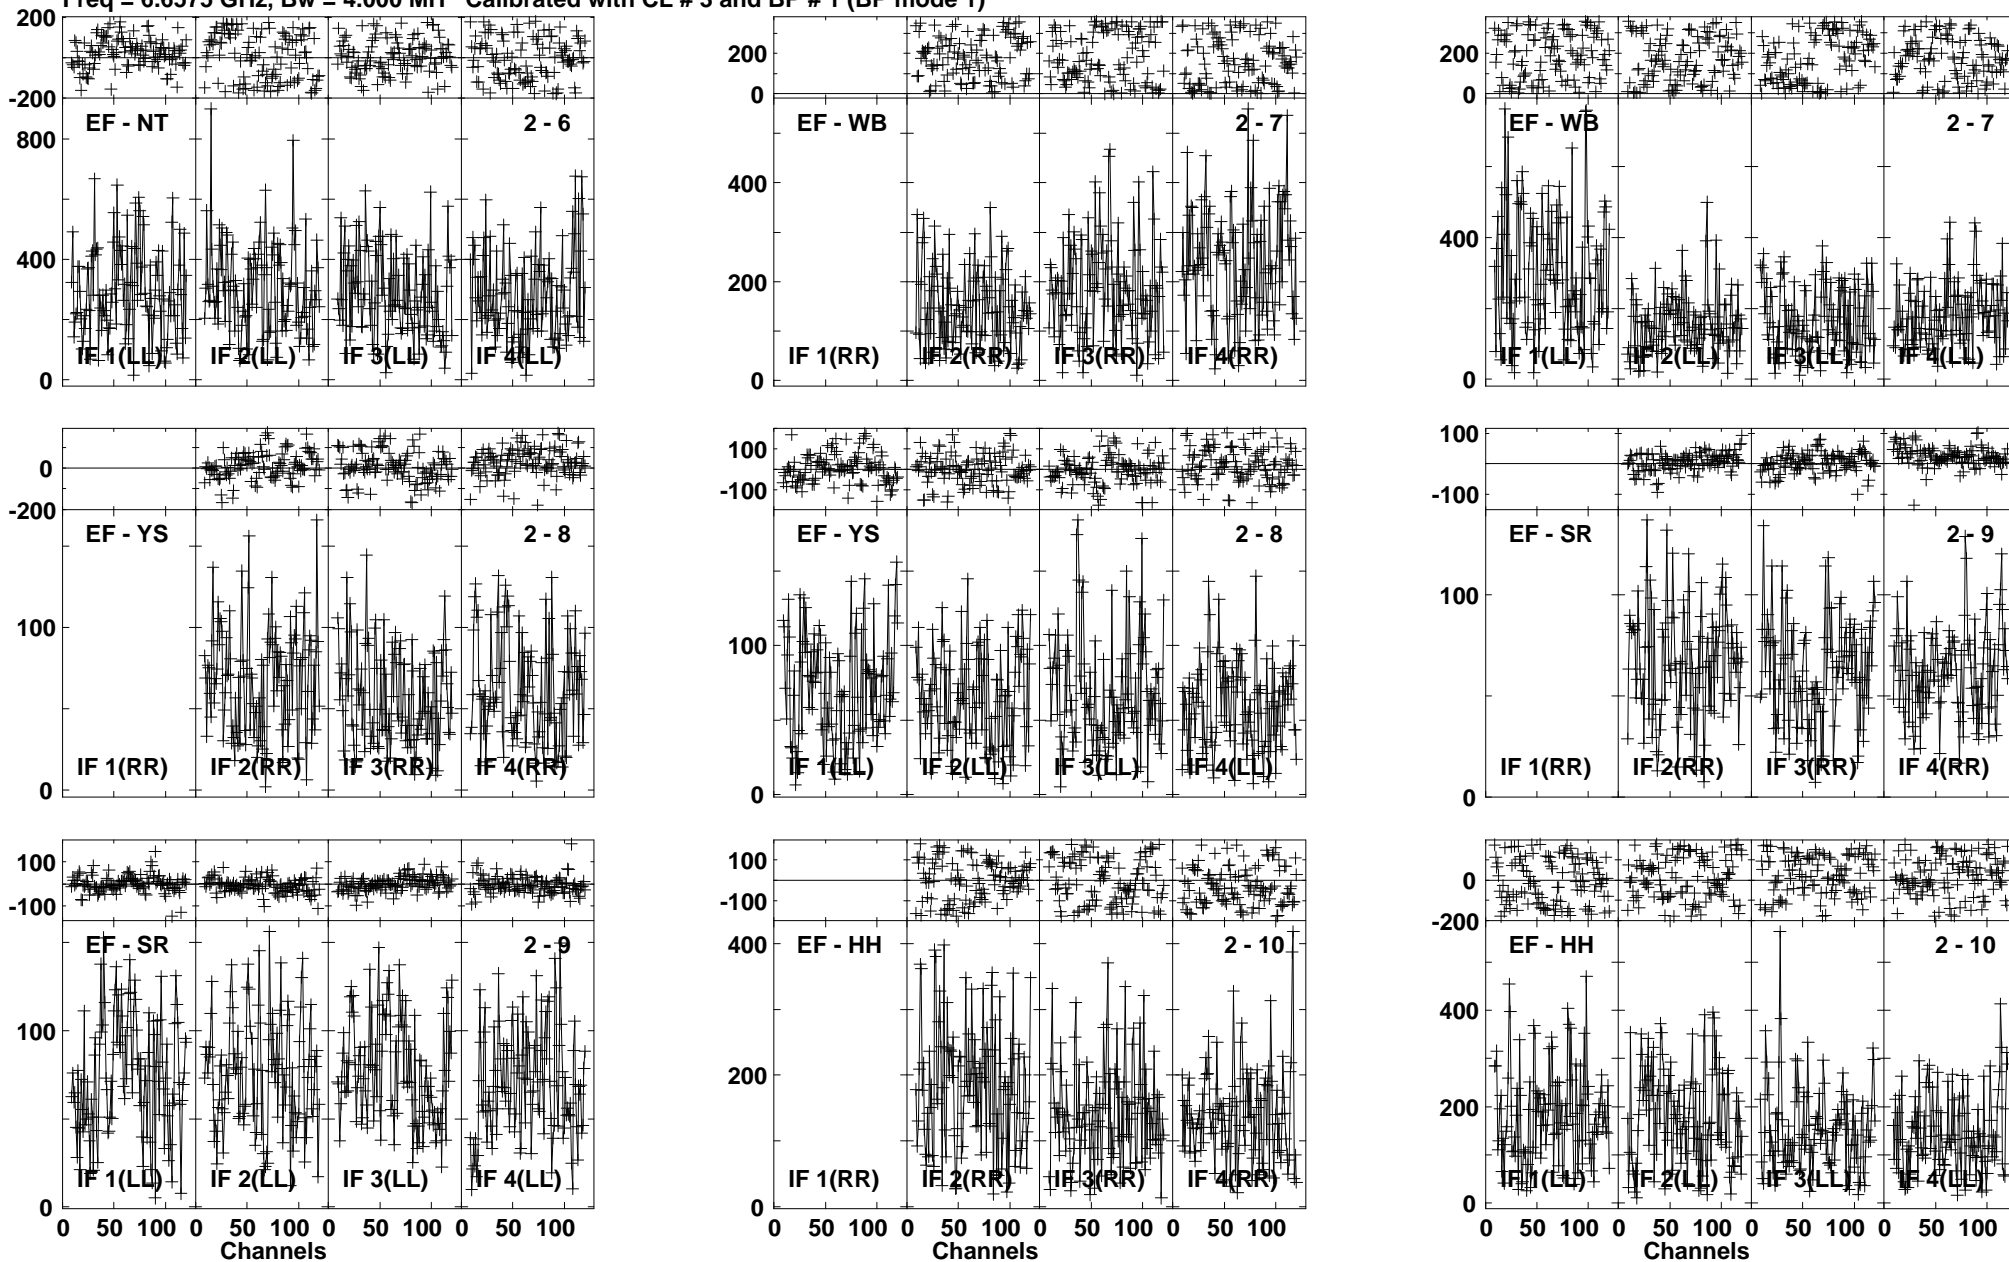 Freq = 6.6575 GHz, Bw = 4.000 MH Calibrated with CL # 3 and BP # 1 (BP mode 1)
200
-200
EF - NT 2 - 6
800
400
0
IF 1(LL) IF 2(LL) IF 3(LL) IF 4(LL)
200
0
EF - WB 2 - 7
400
200
0
IF 1(RR) IF 2(RR) IF 3(RR) IF 4(RR)
200
0
EF - WB 2 - 7
400
0
IF 1(LL) IF 2(LL) IF 3(LL) IF 4(LL)
0
-200
EF - YS 2 - 8
100
0
IF 1(RR) IF 2(RR) IF 3(RR) IF 4(RR)
100
-100
EF - YS 2 - 8
100
0
IF 1(LL) IF 2(LL) IF 3(LL) IF 4(LL)
100
-100
EF - SR 2 - 9
100
0
IF 1(RR) IF 2(RR) IF 3(RR) IF 4(RR)
100
-100
EF - SR 2 - 9
100
0
IF 1(LL) IF 2(LL) IF 3(LL) IF 4(LL)
0 50 100 0 50 100 0 50 100 0 50 100
Channels
100
-100
EF - HH 2 - 10
400
200
0
IF 1(RR) IF 2(RR) IF 3(RR) IF 4(RR)
0 50 100 0 50 100 0 50 100 0 50 100
Channels
0
-200
EF - HH 2 - 10
400
200
0
IF 1(LL) IF 2(LL) IF 3(LL) IF 4(LL)
0 50 100 0 50 100 0 50 100 0 50 100
Channels